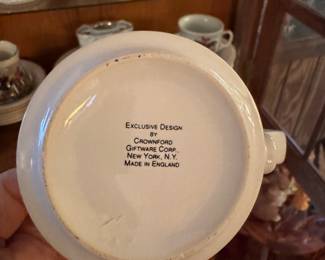 Exclusive Design
by
Crownford
Giftware Corp.
New York, N.Y.
Made in England